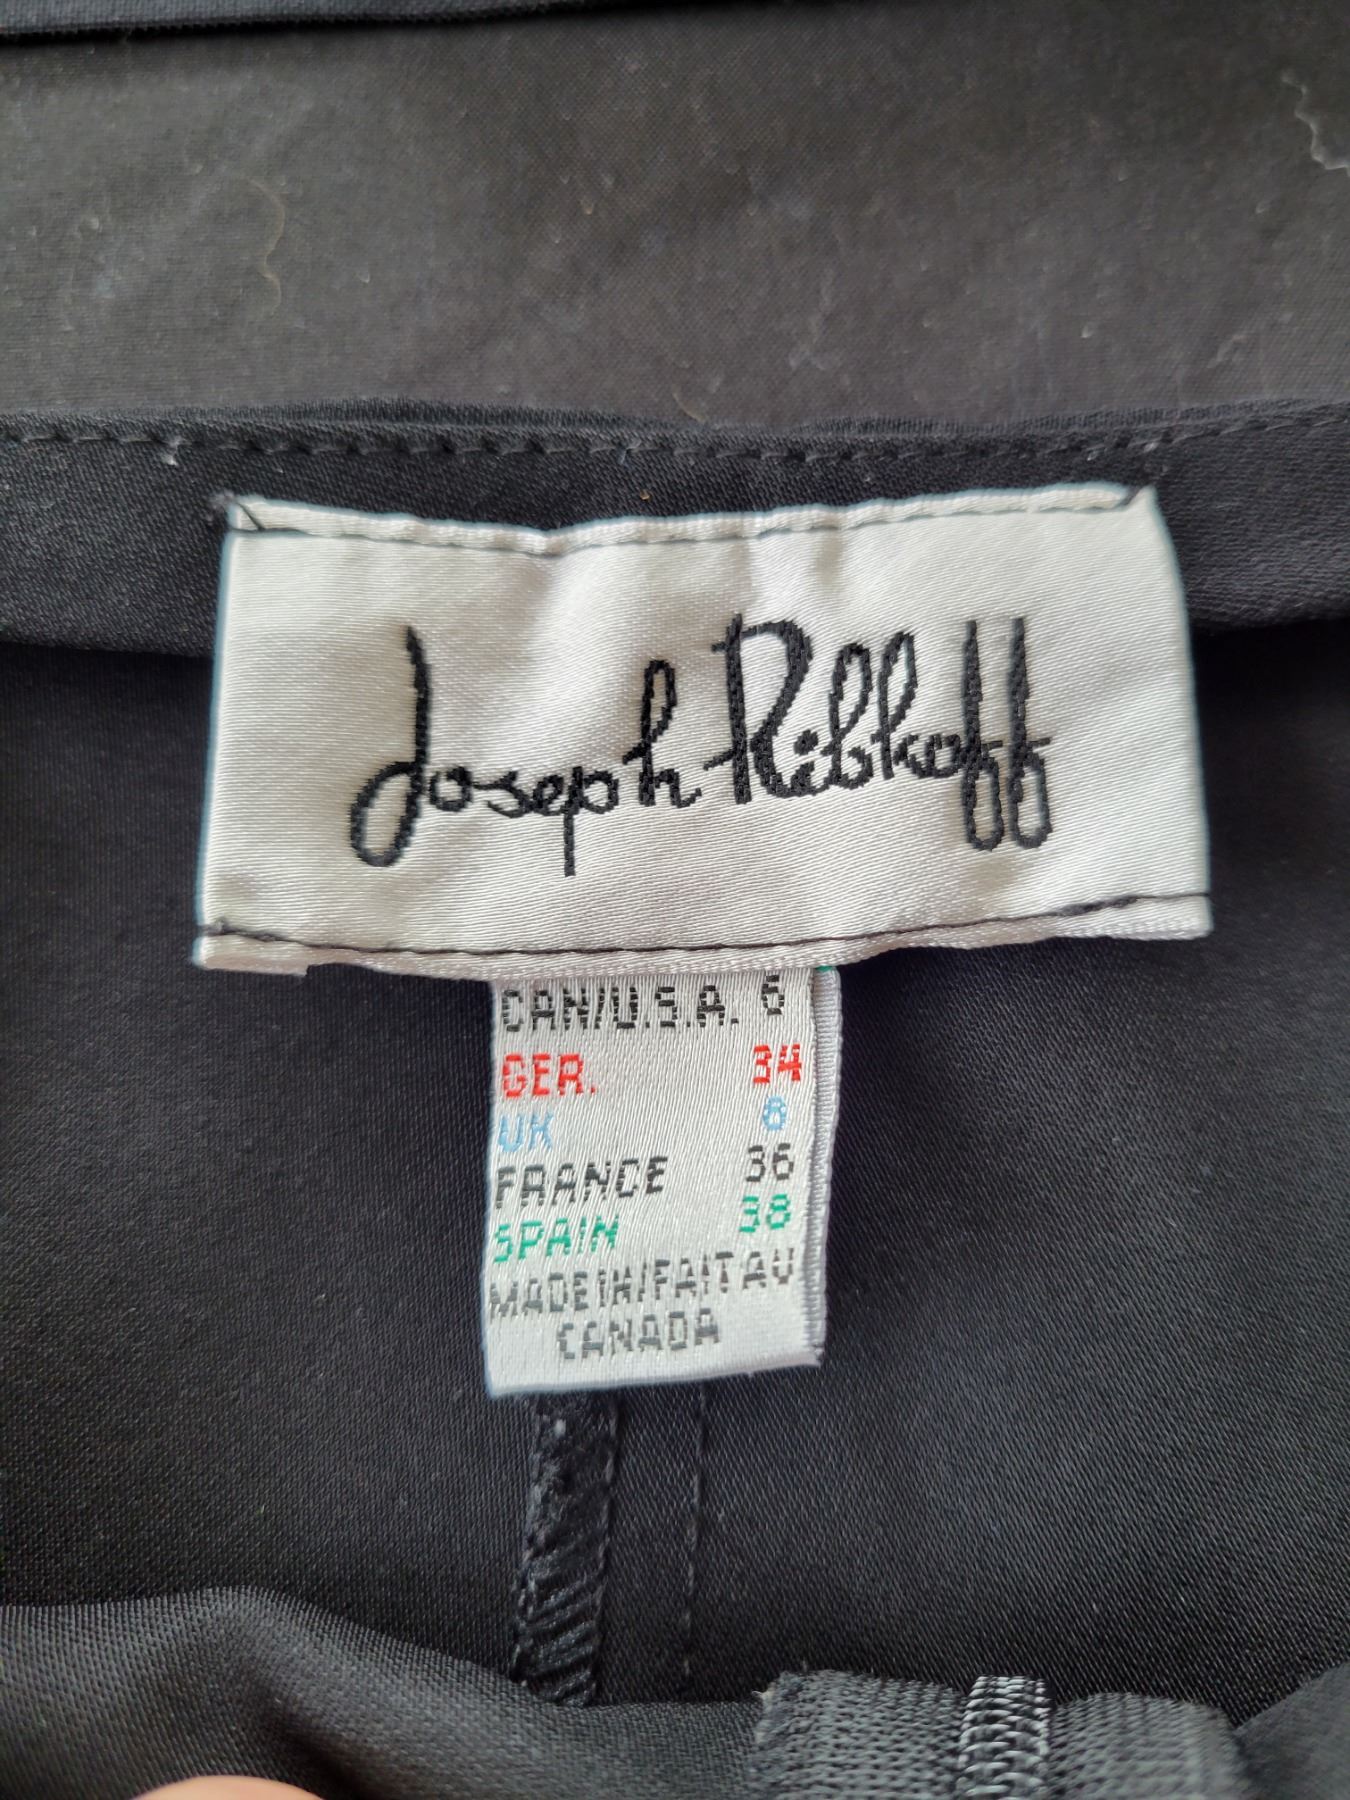 Joseph Ribkoff
CAN/U.S.A. 6
GER. 34
UK 8
FRANCE 36
SPAIN 38
MADE IN/FAIT AU
CANADA